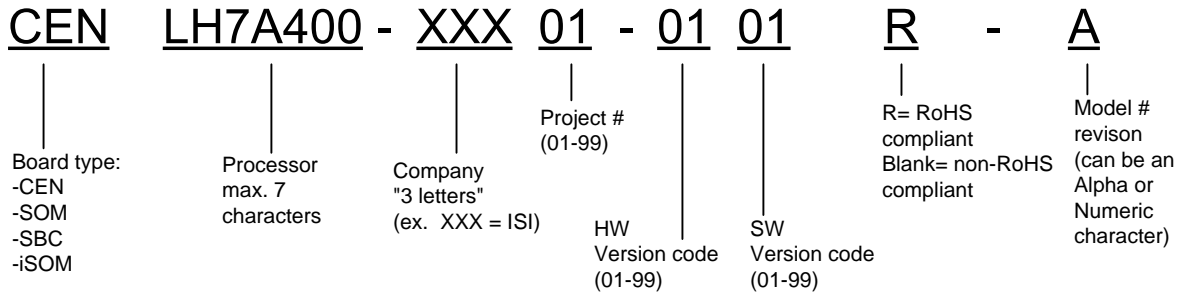 CEN LH7A400 - XXX 01 - 01 01 R - A
Board type:
-CEN
-SOM
-SBC
-iSOM
Processor
max. 7
characters
Company
"3 letters"
(ex. XXX = ISI)
Project #
(01-99)
HW
Version code
(01-99)
SW
Version code
(01-99)
R= RoHS
compliant
Blank= non-RoHS
compliant
Model #
revison
(can be an
Alpha or
Numeric
character)